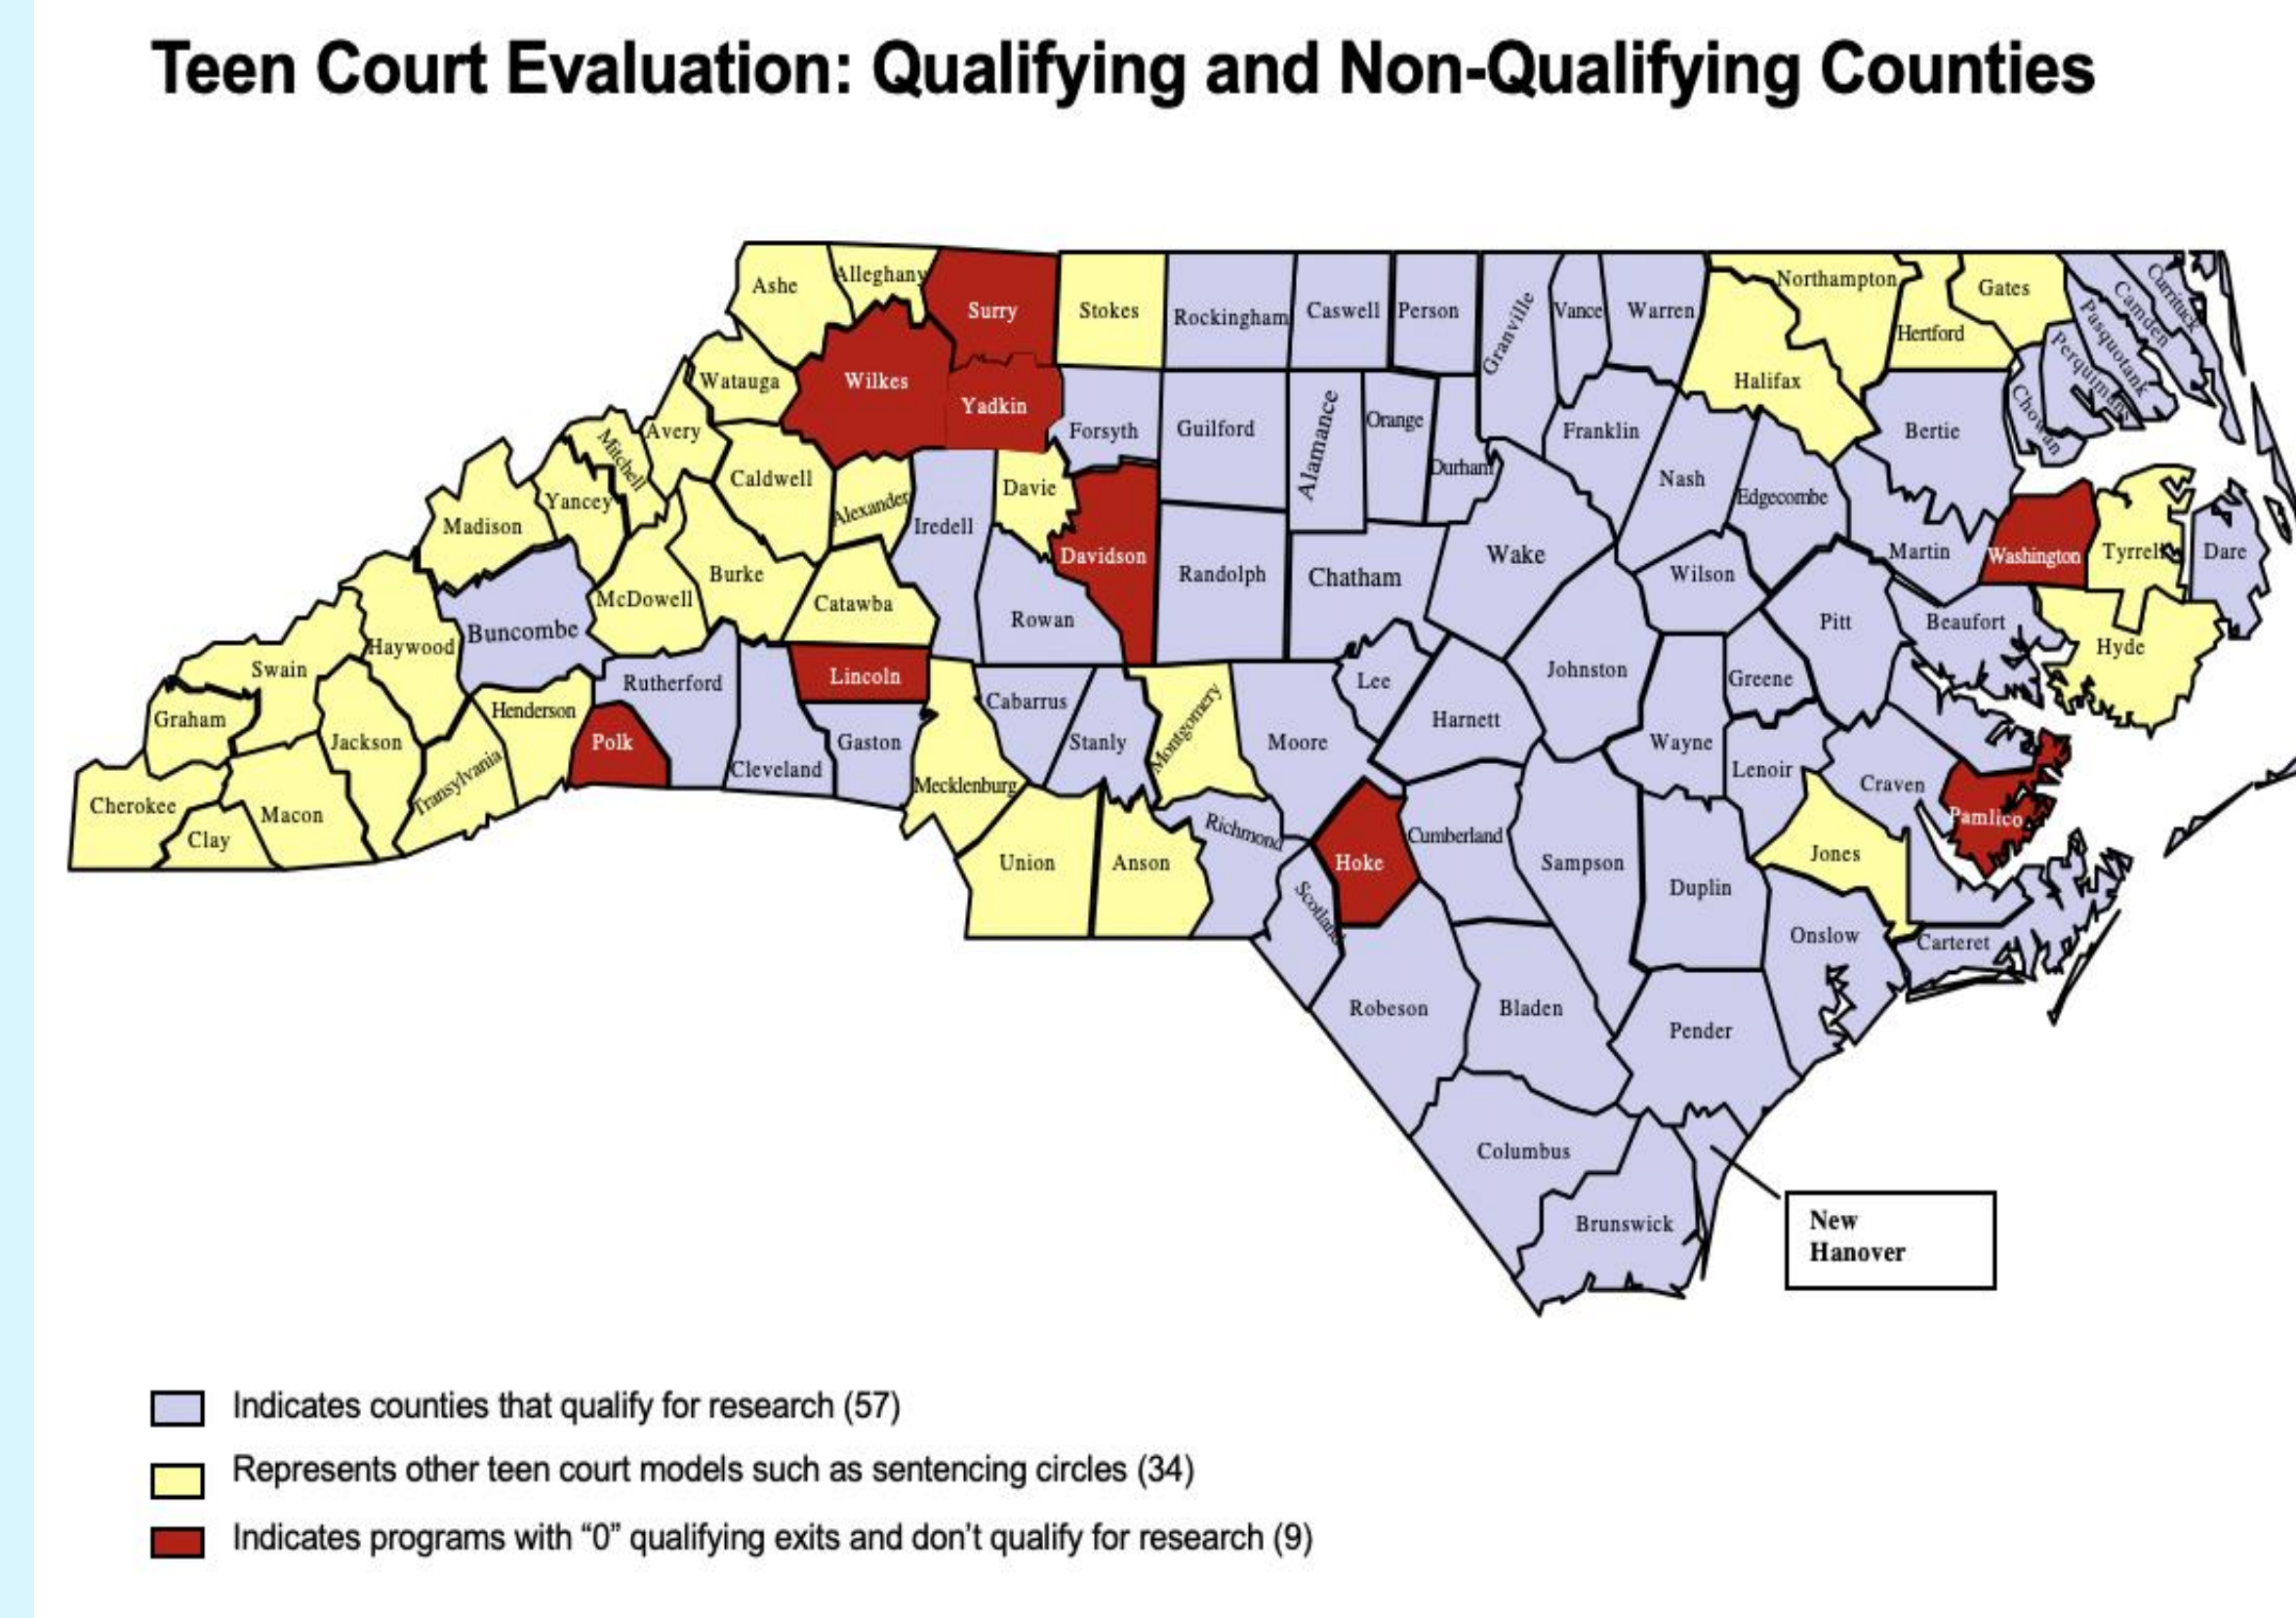 Teen Court Evaluation: Qualifying and Non-Qualifying Counties
Ashe
Alleghany
Surry
Stokes
Rockingham
Caswell
Person
Granville
Vance
Warren
Northampton
Hertford
Gates
Currituck
Camden
Pasquotank
Perquimans
Chowan
Watauga
Wilkes
Yadkin
Forsyth
Guilford
Alamance
Orange
Durham
Franklin
Halifax
Bertie
Mitchell
Avery
Caldwell
Alexander
Iredell
Davie
Davidson
Randolph
Chatham
Wake
Nash
Edgecombe
Martin
Washington
Tyrrell
Dare
Madison
Yancey
McDowell
Burke
Catawba
Rowan
Wilson
Pitt
Beaufort
Hyde
Swain
Haywood
Buncombe
Rutherford
Lincoln
Cabarrus
Stanly
Montgomery
Moore
Lee
Harnett
Johnston
Wayne
Greene
Lenoir
Craven
Pamlico
Graham
Jackson
Transylvania
Henderson
Polk
Cleveland
Gaston
Mecklenburg
Cherokee
Clay
Macon
Union
Anson
Richmond
Scotland
Hoke
Cumberland
Sampson
Duplin
Jones
Onslow
Carteret
Robeson
Bladen
Pender
Columbus
Brunswick
New
Hanover
Indicates counties that qualify for research (57)
Represents other teen court models such as sentencing circles (34)
Indicates programs with “0” qualifying exits and don’t qualify for research (9)